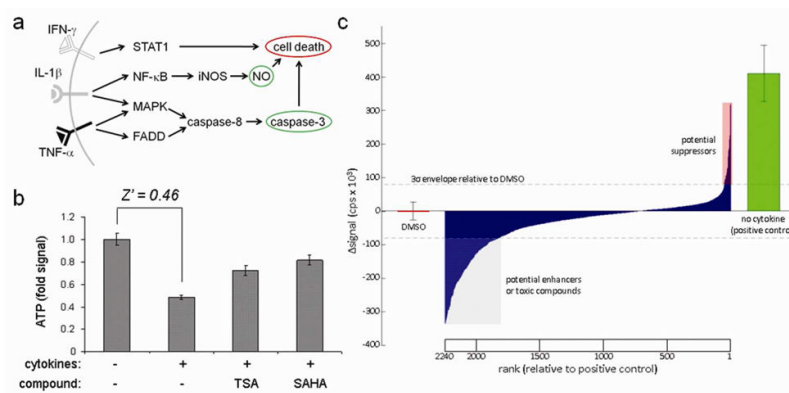 a
IFN-γ
IL-1β
TNF-α
STAT1
cell death
NF-κB
iNOS
NO
MAPK
caspase-8
caspase-3
FADD
b
Z' = 0.46
ATP (fold signal)
1.2
1.0
0.8
0.6
0.4
0.2
0
cytokines: - + + +
compound: - - TSA SAHA
c
Δsignal (cps x 10³)
500
400
300
200
100
0
-100
-200
-300
-400
potential
suppressors
3σ envelope relative to DMSO
DMSO
no cytokine
(positive control
potential enhancers
or toxic compounds
2240 2000 1500 1000 500 1
rank (relative to positive control)